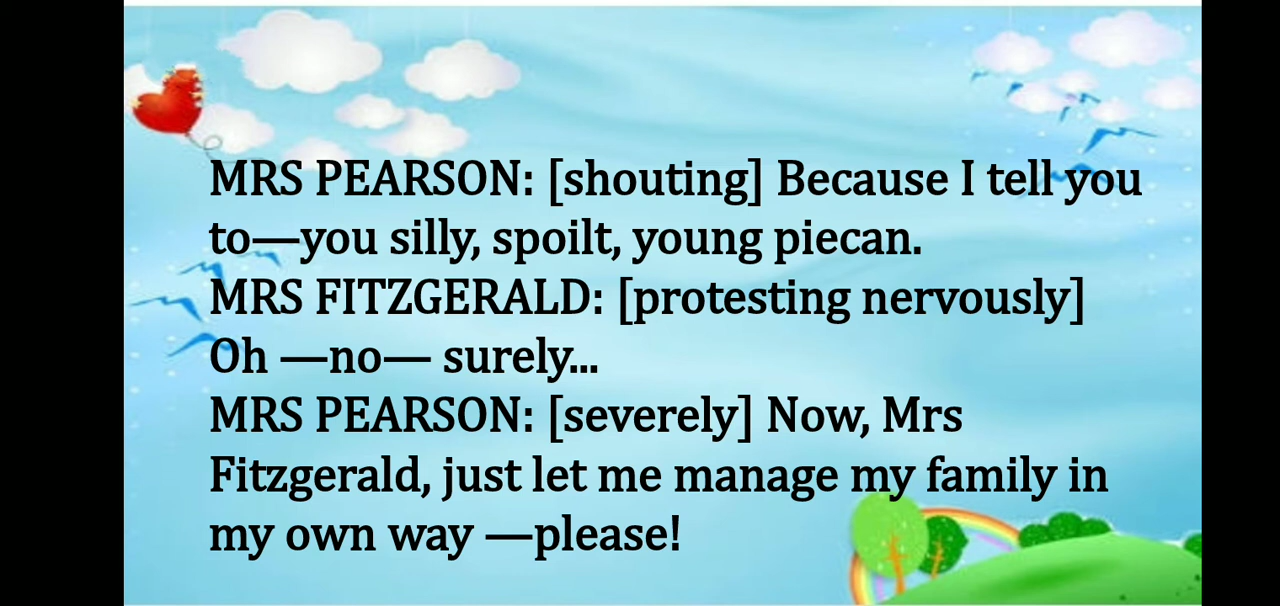 MRS PEARSON: [shouting] Because I tell you
to—you silly, spoilt, young piecan.
MRS FITZGERALD: [protesting nervously]
Oh —no— surely...
MRS PEARSON: [severely] Now, Mrs
Fitzgerald, just let me manage my family in
my own way —please!